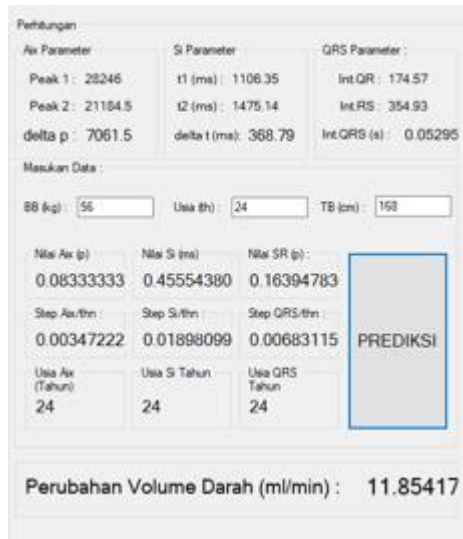 Perhitungan
Aix Parameter
Peak 1 : 28246
Peak 2 : 21184.5
delta p : 7061.5
Si Parameter
t1 (ms) : 1106.35
t2 (ms) : 1475.14
delta t (ms): 368.79
QRS Parameter :
Int.QR : 174.57
Int.RS : 354.93
Int.QRS (s) : 0.05295
Masukan Data :
BB (kg) : 56
Usia (th) : 24
TB (cm) : 168
Nilai Aix (p)
0.08333333
Nilai Si (ms)
0.45554380
Nilai SR (p) :
0.16394783
Step Aix/thn :
0.00347222
Step Si/thn :
0.01898099
Step QRS/thn :
0.00683115
Usia Aix
(Tahun)
24
Usia Si Tahun
24
Usia QRS
Tahun
24
PREDIKSI
Perubahan Volume Darah (ml/min) : 11.85417